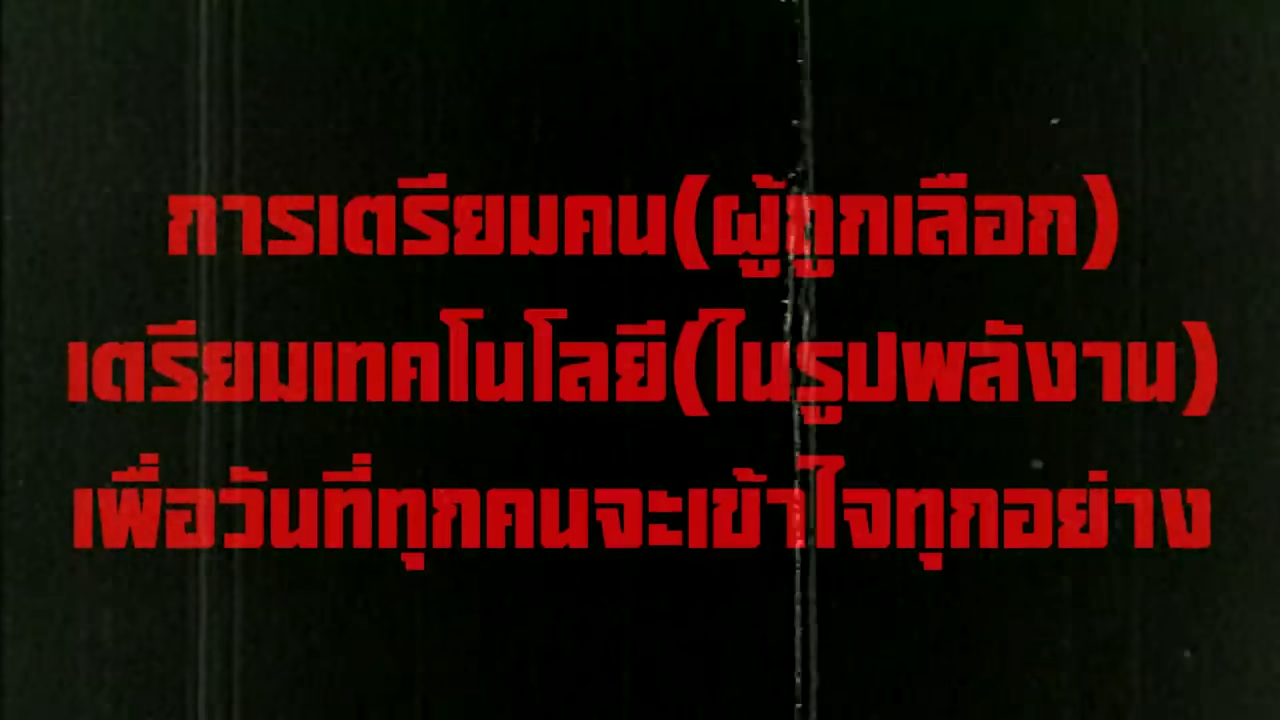 การเตรียมคน(ผู้ถูกเลือก)
เตรียมเทคโนโลยี(ในรูปพลังงาน)
เพื่อวันที่ทุกคนจะเข้าใจทุกอย่าง